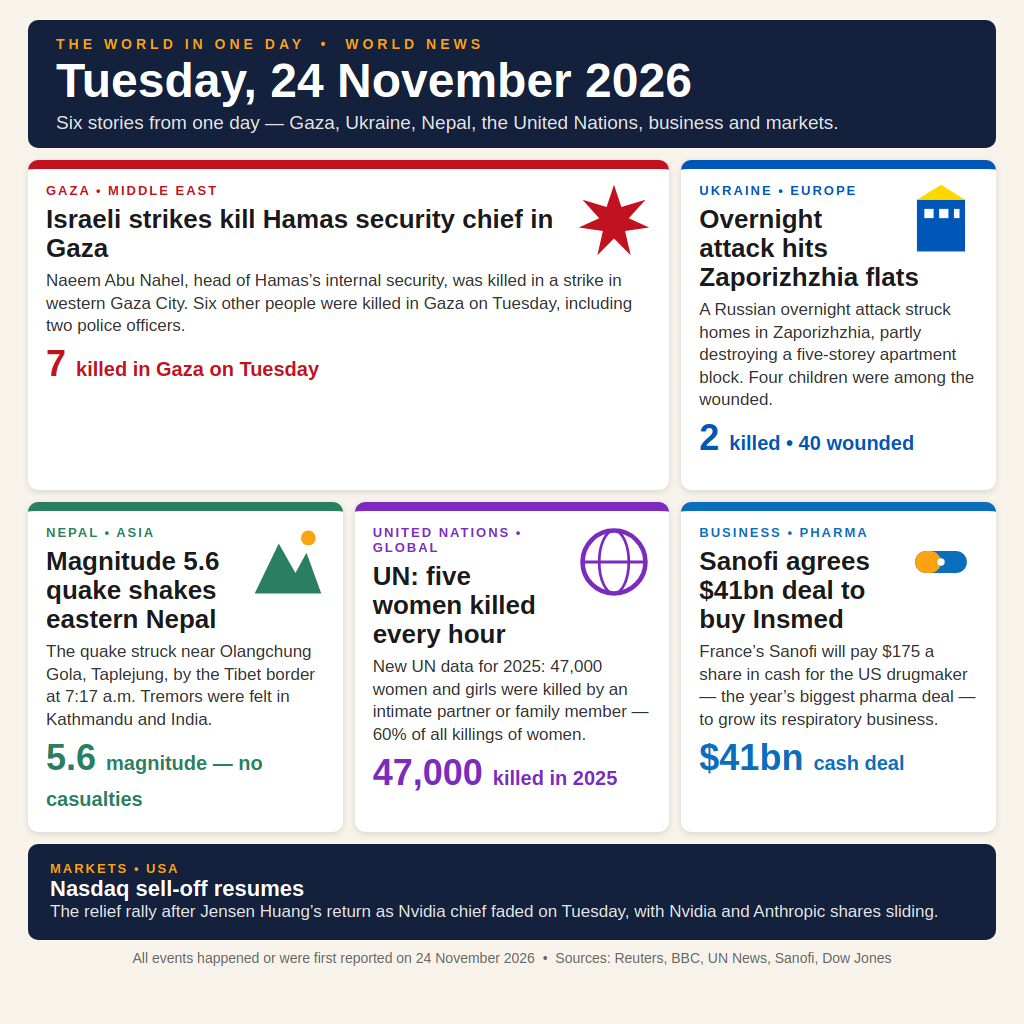 THE WORLD IN ONE DAY • WORLD NEWS
Tuesday, 24 November 2026
Six stories from one day — Gaza, Ukraine, Nepal, the United Nations, business and markets.
GAZA • MIDDLE EAST
Israeli strikes kill Hamas security chief in
Gaza
Naeem Abu Nahel, head of Hamas’s internal security, was killed in a strike in
western Gaza City. Six other people were killed in Gaza on Tuesday, including
two police officers.
7 killed in Gaza on Tuesday
UKRAINE • EUROPE
Overnight
attack hits
Zaporizhzhia flats
A Russian overnight attack struck
homes in Zaporizhzhia, partly
destroying a five-storey apartment
block. Four children were among the
wounded.
2 killed • 40 wounded
NEPAL • ASIA
Magnitude 5.6
quake shakes
eastern Nepal
The quake struck near Olangchung
Gola, Taplejung, by the Tibet border
at 7:17 a.m. Tremors were felt in
Kathmandu and India.
5.6 magnitude — no
casualties
UNITED NATIONS •
GLOBAL
UN: five
women killed
every hour
New UN data for 2025: 47,000
women and girls were killed by an
intimate partner or family member —
60% of all killings of women.
47,000 killed in 2025
BUSINESS • PHARMA
Sanofi agrees
$41bn deal to
buy Insmed
France’s Sanofi will pay $175 a
share in cash for the US drugmaker
— the year’s biggest pharma deal —
to grow its respiratory business.
$41bn cash deal
MARKETS • USA
Nasdaq sell-off resumes
The relief rally after Jensen Huang’s return as Nvidia chief faded on Tuesday, with Nvidia and Anthropic shares sliding.
All events happened or were first reported on 24 November 2026 • Sources: Reuters, BBC, UN News, Sanofi, Dow Jones